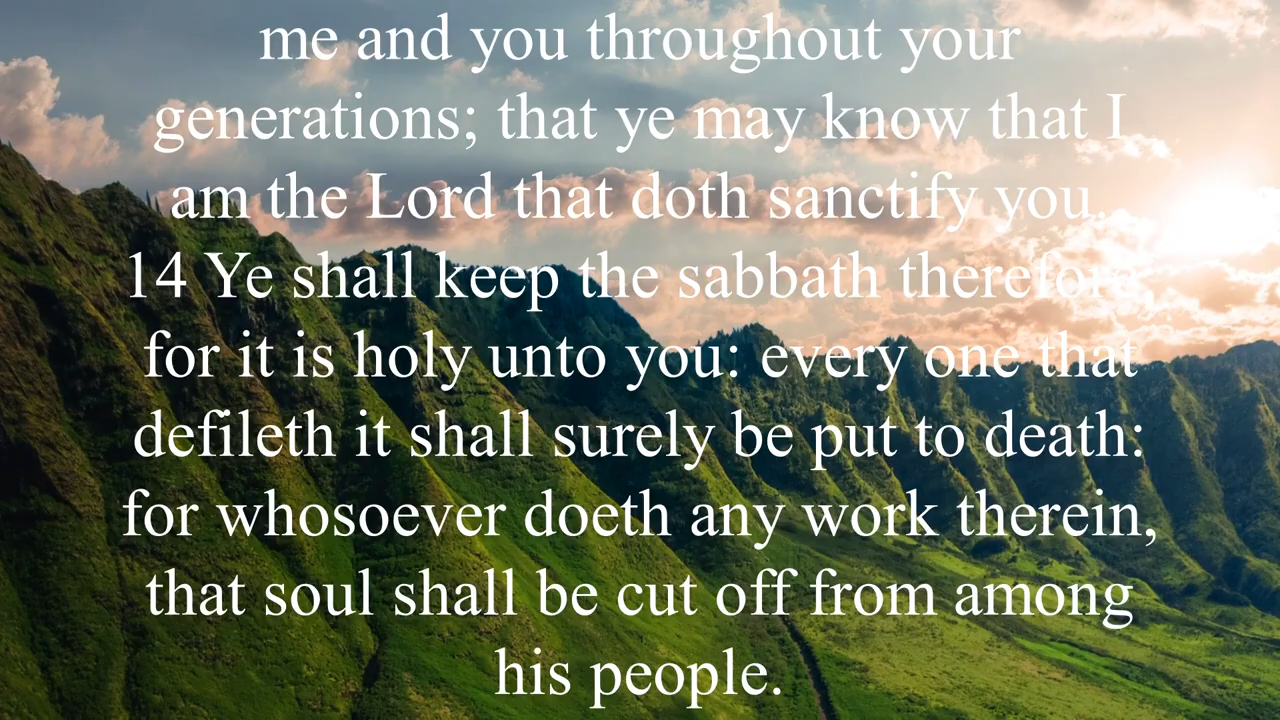 me and you throughout your
generations; that ye may know that I
am the Lord that doth sanctify you.
14 Ye shall keep the sabbath therefore;
for it is holy unto you: every one that
defileth it shall surely be put to death:
for whosoever doeth any work therein,
that soul shall be cut off from among
his people.